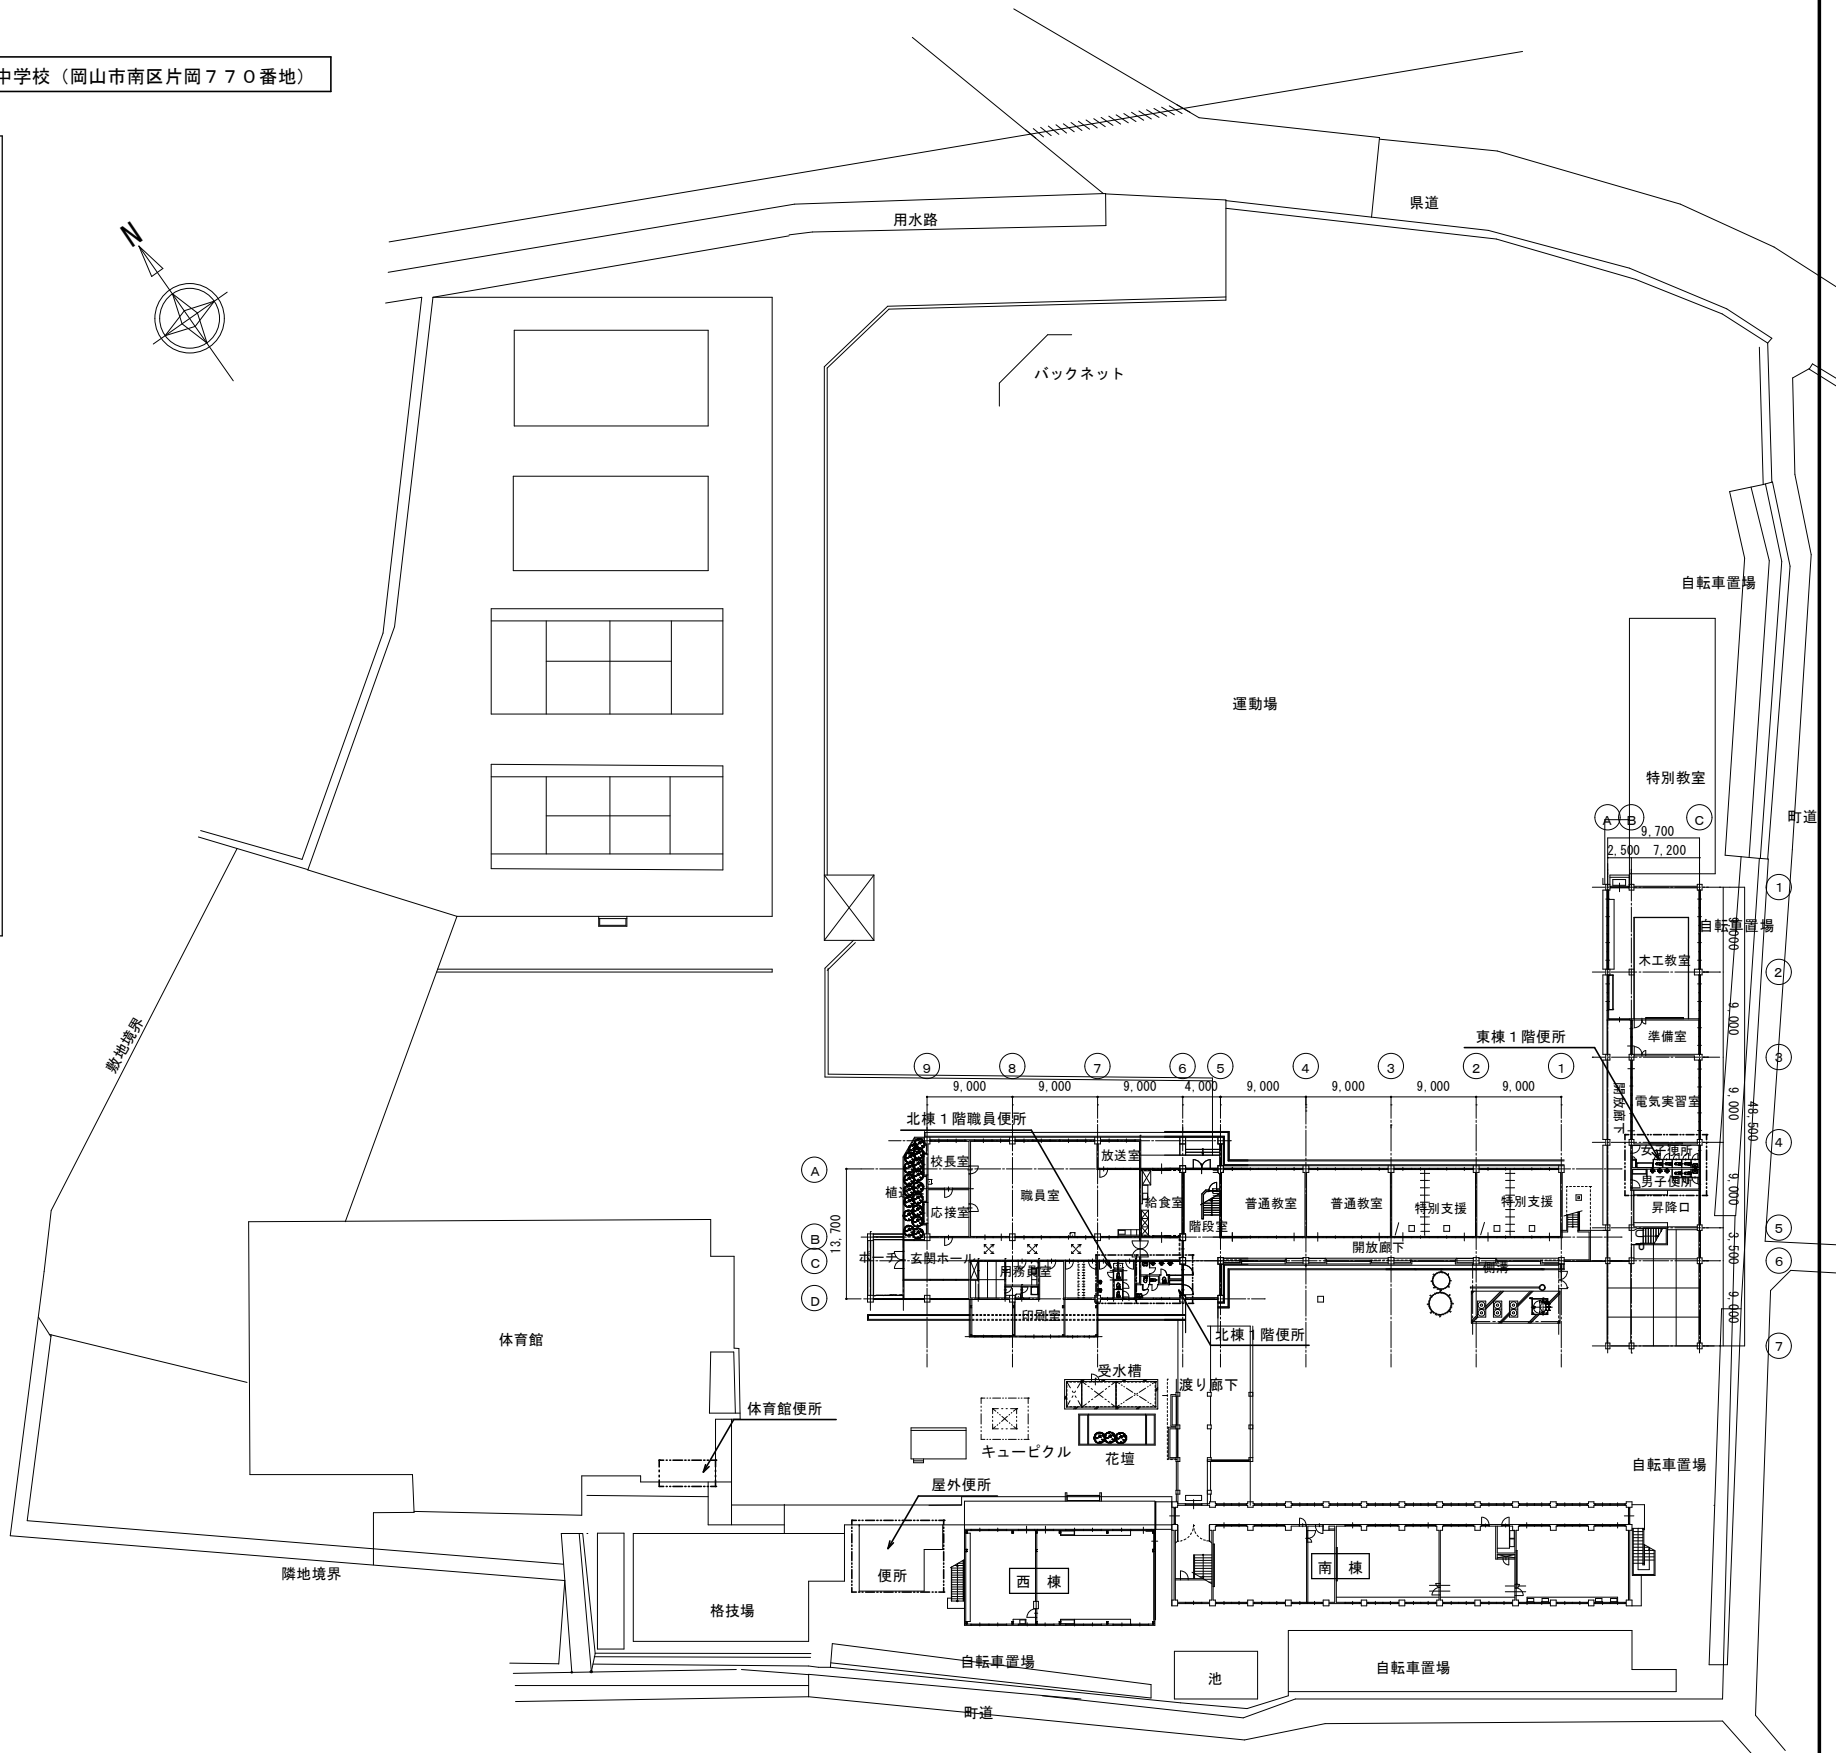 中学校（岡山市南区片岡７７０番地）
N
用水路
県道
バックネット
自転車置場
運動場
特別教室
町道
A B C
9,700
2,500 7,200
1
自転車置場
9,000
木工教室
2
9,000
準備室
東棟１階便所
3
開放廊下
電気実習室
9,000
48,500
4
女子便所
男子便所
9,000
昇降口
5
3,500
6
9,000
7
敷地境界
9 8 7 6 5 4 3 2 1
9,000 9,000 9,000 4,000 9,000 9,000 9,000 9,000
北棟１階職員便所
A
B
C
D
13,700
校長室
放送室
職員室
応接室
給食室
階段室
普通教室
普通教室
特別支援
特別支援
開放廊下
ポーチ
玄関ホール
用務員室
側溝
印刷室
北棟１階便所
体育館
受水槽
渡り廊下
体育館便所
キュービクル
花壇
自転車置場
屋外便所
便所
西棟
南棟
隣地境界
格技場
自転車置場
池
自転車置場
町道